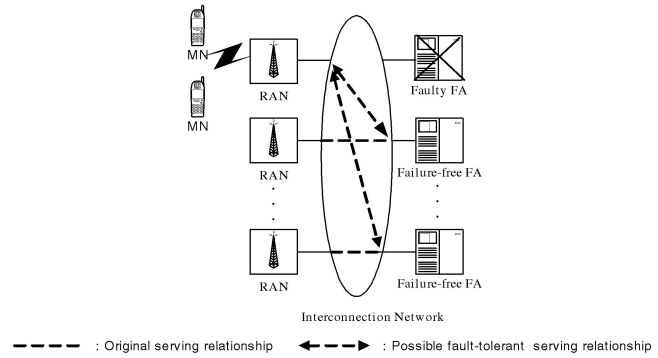 MN
RAN
Faulty FA
MN
RAN
Failure-free FA
RAN
Failure-free FA
Interconnection Network
: Original serving relationship
: Possible fault-tolerant serving relationship